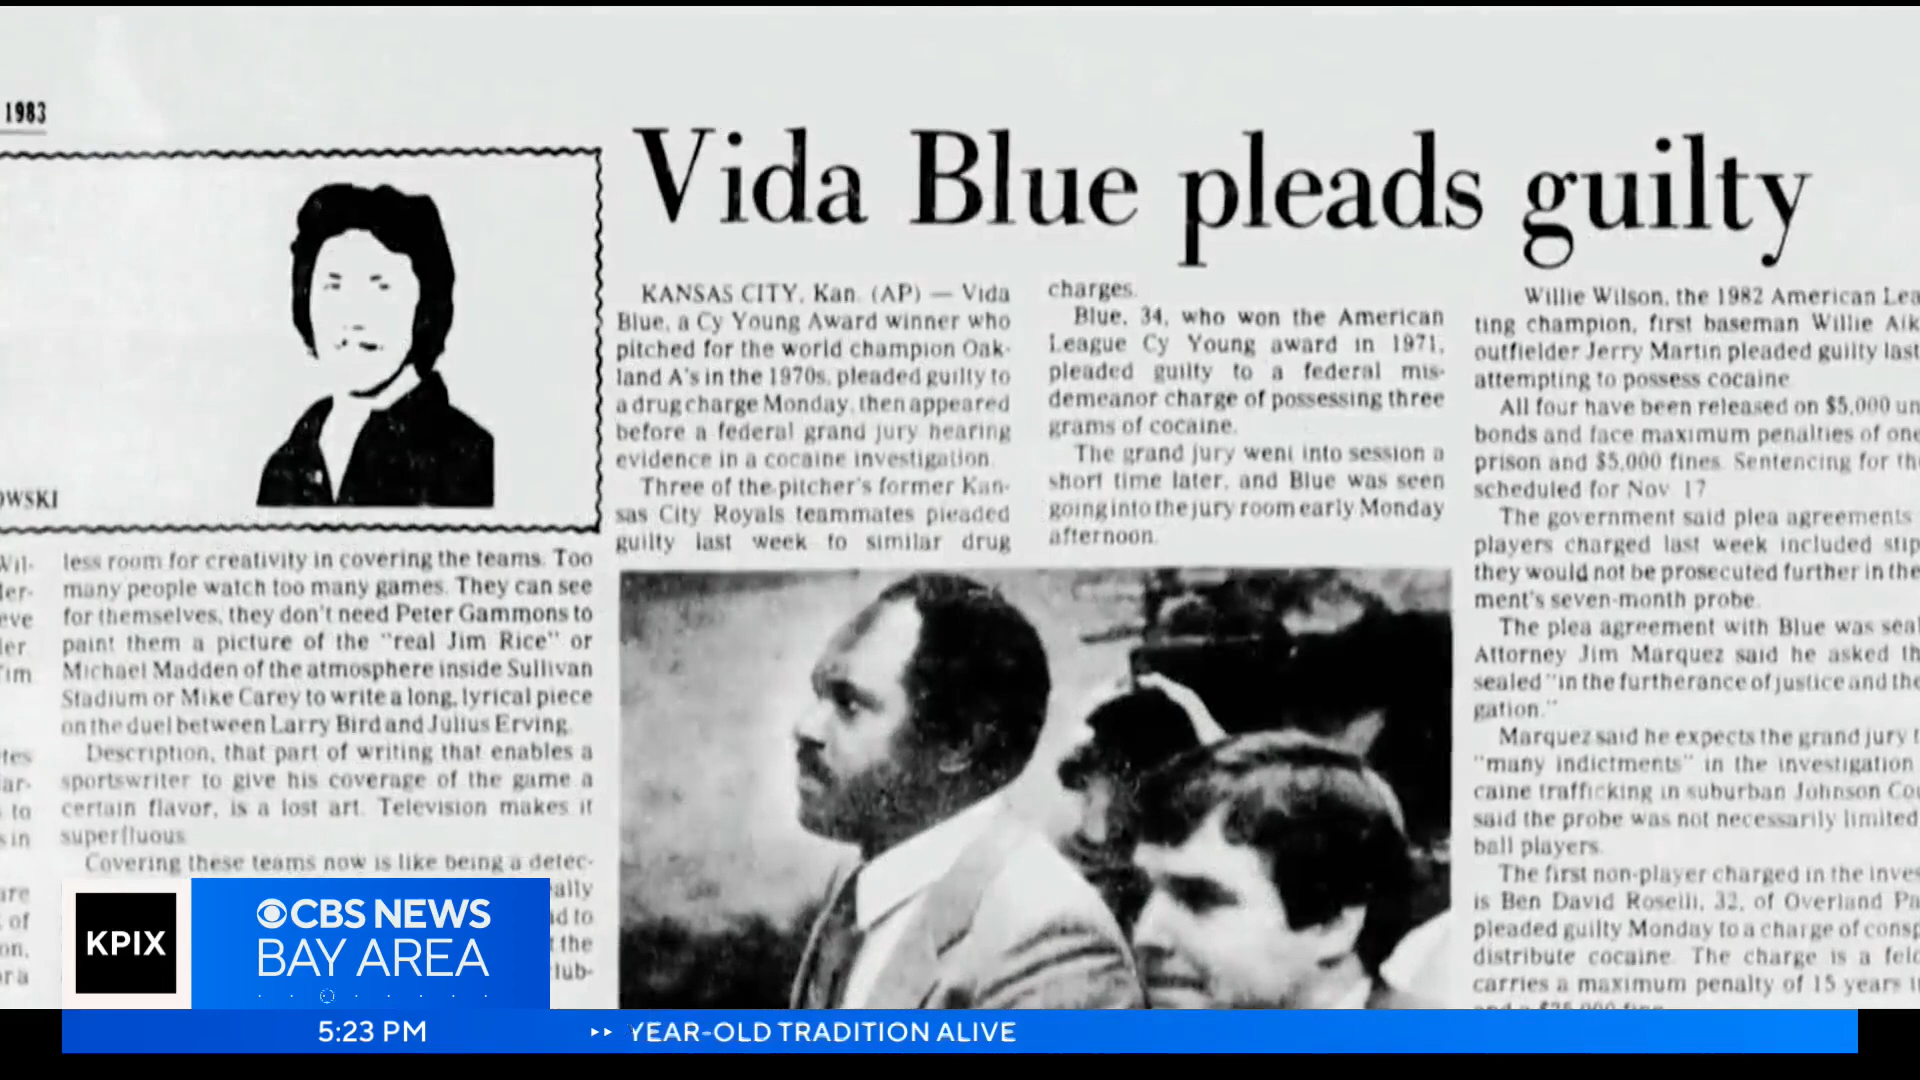 1983
Vida Blue pleads guilty
OWSKI
less room for creativity in covering the teams. Too
many people watch too many games. They can see
for themselves, they don't need Peter Gammons to
paint them a picture of the "real Jim Rice" or
Michael Madden of the atmosphere inside Sullivan
Stadium or Mike Carey to write a long, lyrical piece
on the duel between Larry Bird and Julius Erving.
Description, that part of writing that enables a
sportswriter to give his coverage of the game a
certain flavor, is a lost art. Television makes it
superfluous
Covering these teams now is like being a detec-
ally
d to
the
lub-
KANSAS CITY, Kan. (AP) — Vida
Blue, a Cy Young Award winner who
pitched for the world champion Oak-
land A's in the 1970s, pleaded guilty to
a drug charge Monday, then appeared
before a federal grand jury hearing
evidence in a cocaine investigation.
Three of the pitcher's former Kan-
sas City Royals teammates pleaded
guilty last week to similar drug
charges.
Blue, 34, who won the American
League Cy Young award in 1971,
pleaded guilty to a federal mis-
demeanor charge of possessing three
grams of cocaine.
The grand jury went into session a
short time later, and Blue was seen
going into the jury room early Monday
afternoon.
Willie Wilson, the 1982 American Lea
ting champion, first baseman Willie Aik
outfielder Jerry Martin pleaded guilty last
attempting to possess cocaine
All four have been released on $5,000 un
bonds and face maximum penalties of one
prison and $5,000 fines. Sentencing for th
scheduled for Nov. 17
The government said plea agreements
players charged last week included stip
they would not be prosecuted further in the
ment's seven-month probe.
The plea agreement with Blue was seal
Attorney Jim Marquez said he asked th
sealed "in the furtherance of justice and the
gation."
Marquez said he expects the grand jury t
"many indictments" in the investigation
caine trafficking in suburban Johnson Cou
said the probe was not necessarily limited
ball players.
The first non-player charged in the inves
is Ben David Roselli, 32, of Overland Pa
pleaded guilty Monday to a charge of consp
distribute cocaine. The charge is a felo
carries a maximum penalty of 15 years i
KPIX
CBS NEWS
BAY AREA
5:23 PM
YEAR-OLD TRADITION ALIVE